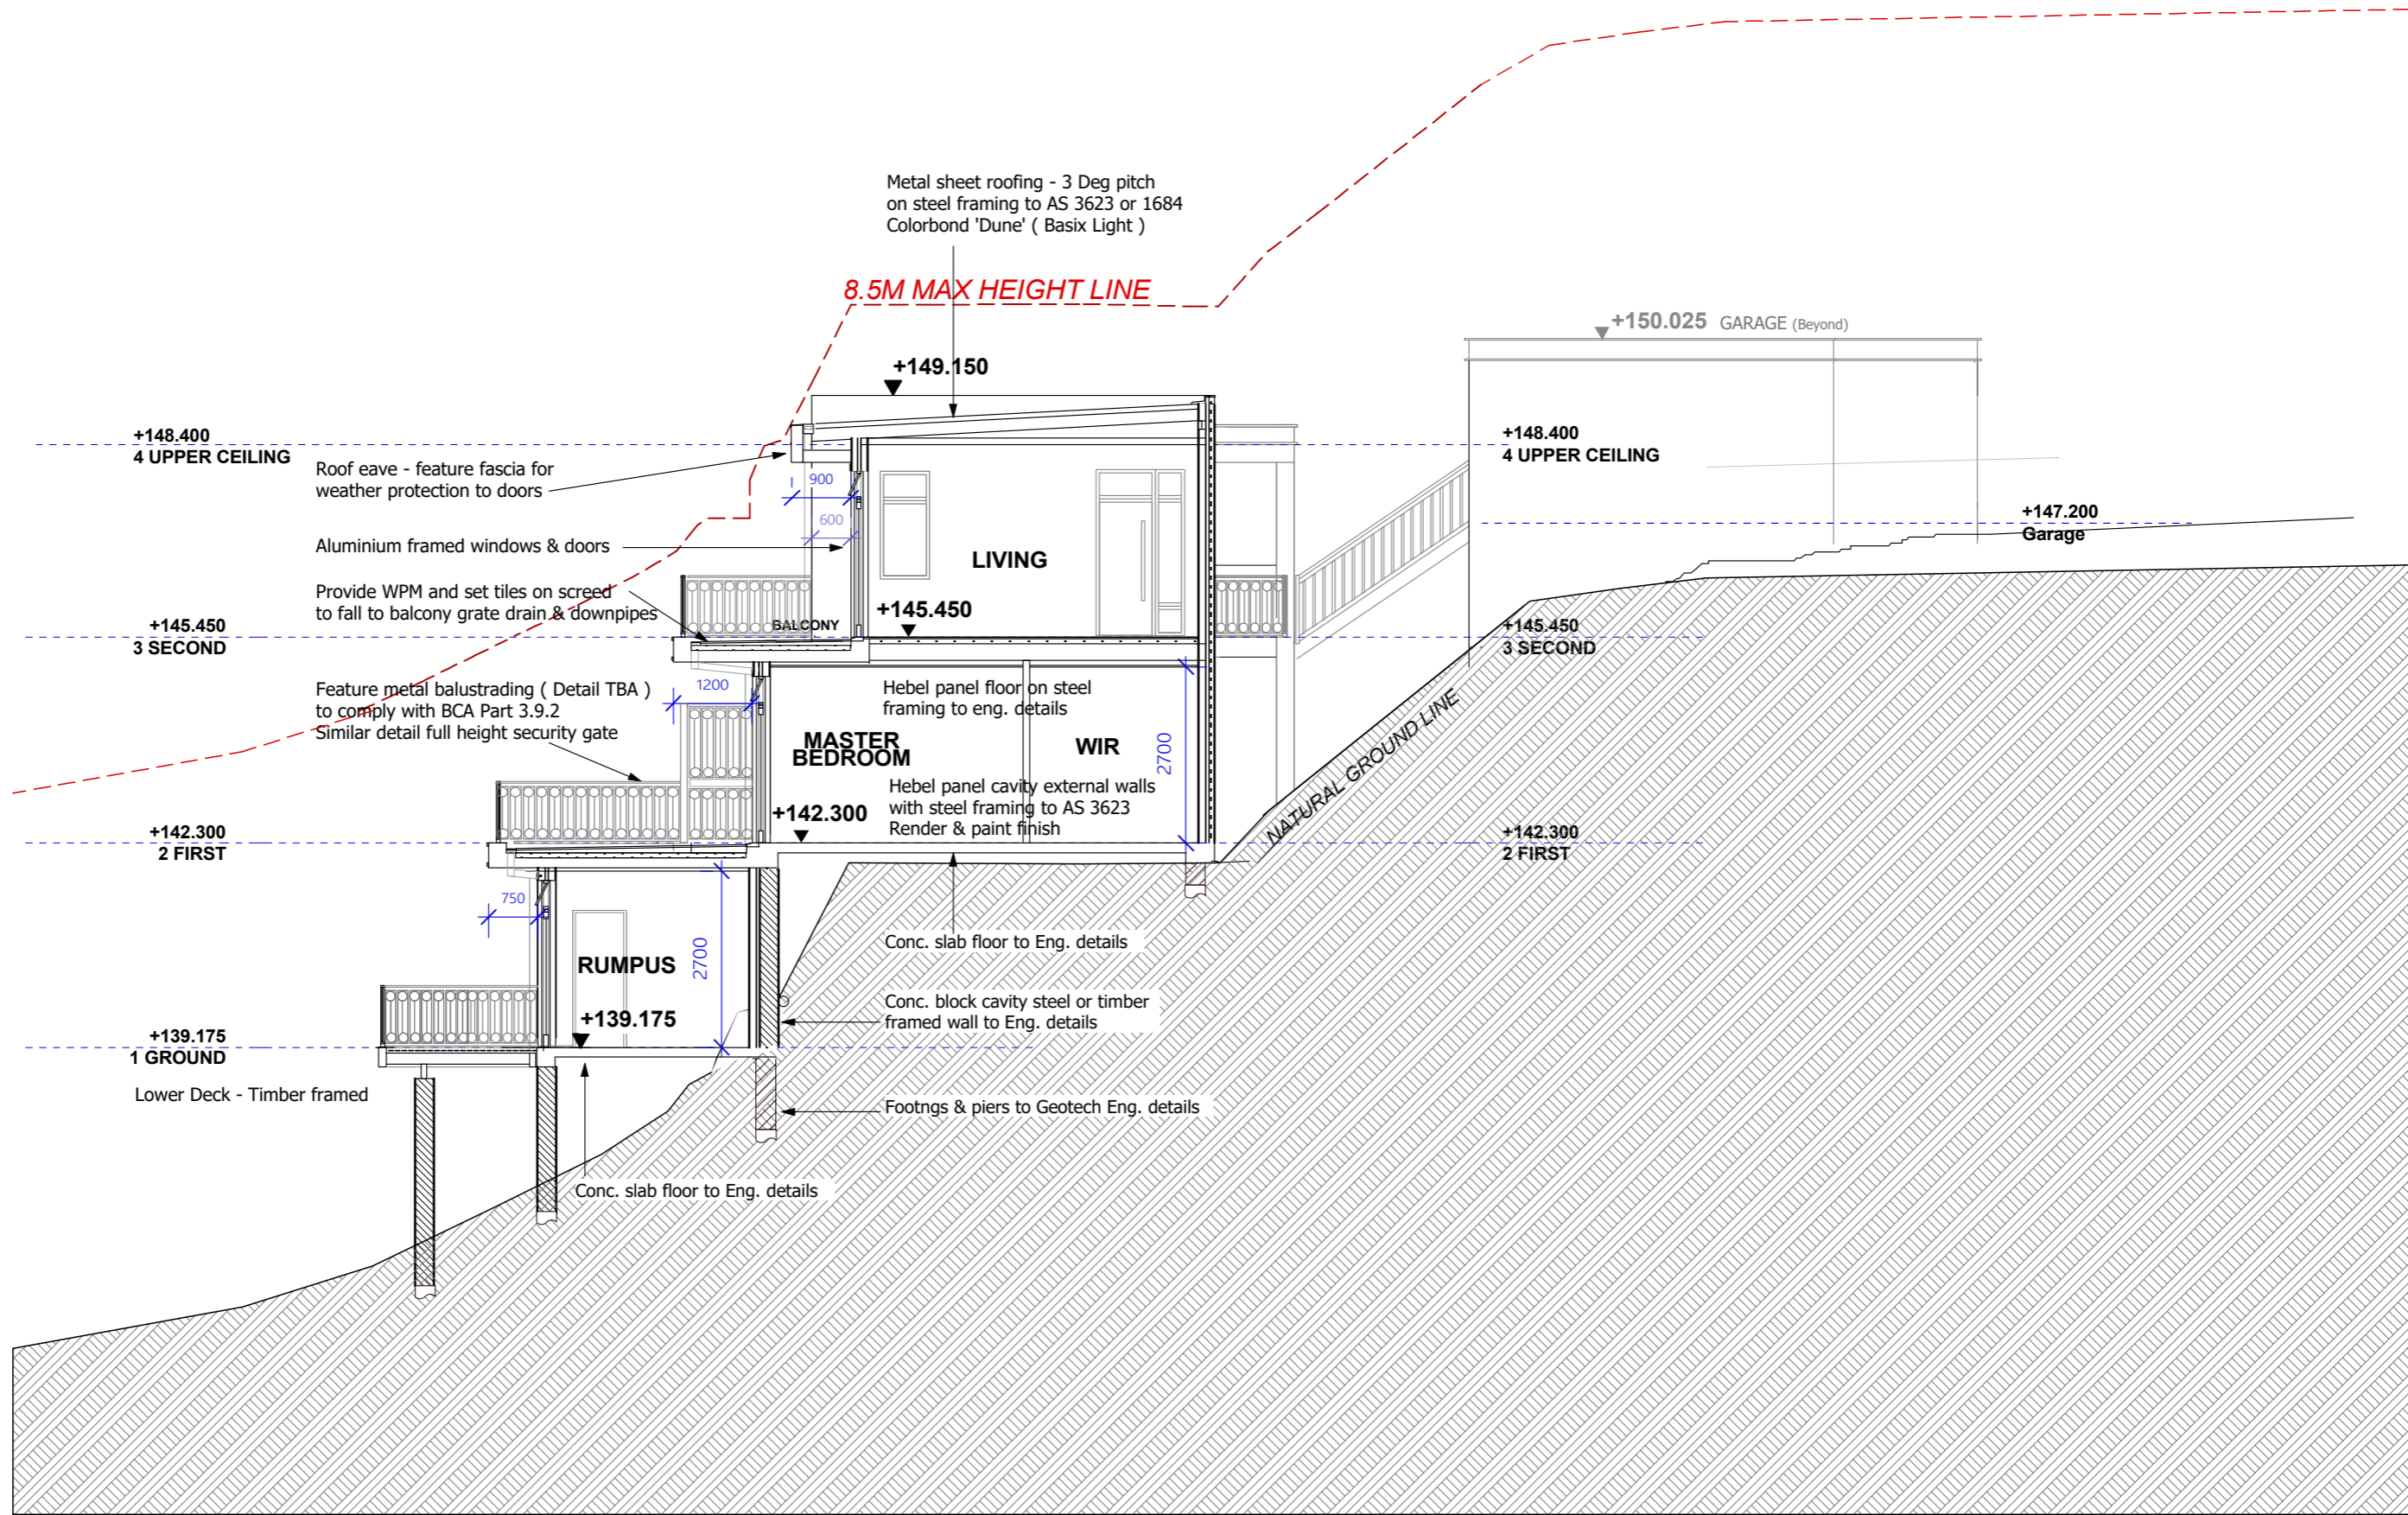 Metal sheet roofing - 3 Deg pitch
on steel framing to AS 3623 or 1684
Colorbond 'Dune' ( Basix Light )
8.5M MAX HEIGHT LINE
+150.025 GARAGE (Beyond)
+149.150
+148.400
4 UPPER CEILING
+148.400
4 UPPER CEILING
Roof eave - feature fascia for
weather protection to doors
900
600
+147.200
Garage
Aluminium framed windows & doors
LIVING
Provide WPM and set tiles on screed
to fall to balcony grate drain & downpipes
BALCONY
+145.450
+145.450
3 SECOND
+145.450
3 SECOND
Feature metal balustrading ( Detail TBA )
to comply with BCA Part 3.9.2
Similar detail full height security gate
1200
Hebel panel floor on steel
framing to eng. details
MASTER
BEDROOM
WIR
2700
NATURAL GROUND LINE
Hebel panel cavity external walls
with steel framing to AS 3623
Render & paint finish
+142.300
+142.300
2 FIRST
+142.300
2 FIRST
750
RUMPUS
2700
Conc. slab floor to Eng. details
Conc. block cavity steel or timber
framed wall to Eng. details
+139.175
+139.175
1 GROUND
Lower Deck - Timber framed
Footngs & piers to Geotech Eng. details
Conc. slab floor to Eng. details